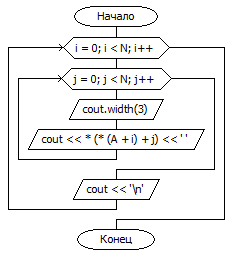 Начало
i = 0; i < N; i++
j = 0; j < N; j++
cout.width(3)
cout << * (* (A + i) + j) << ' '
cout << '\n'
Конец